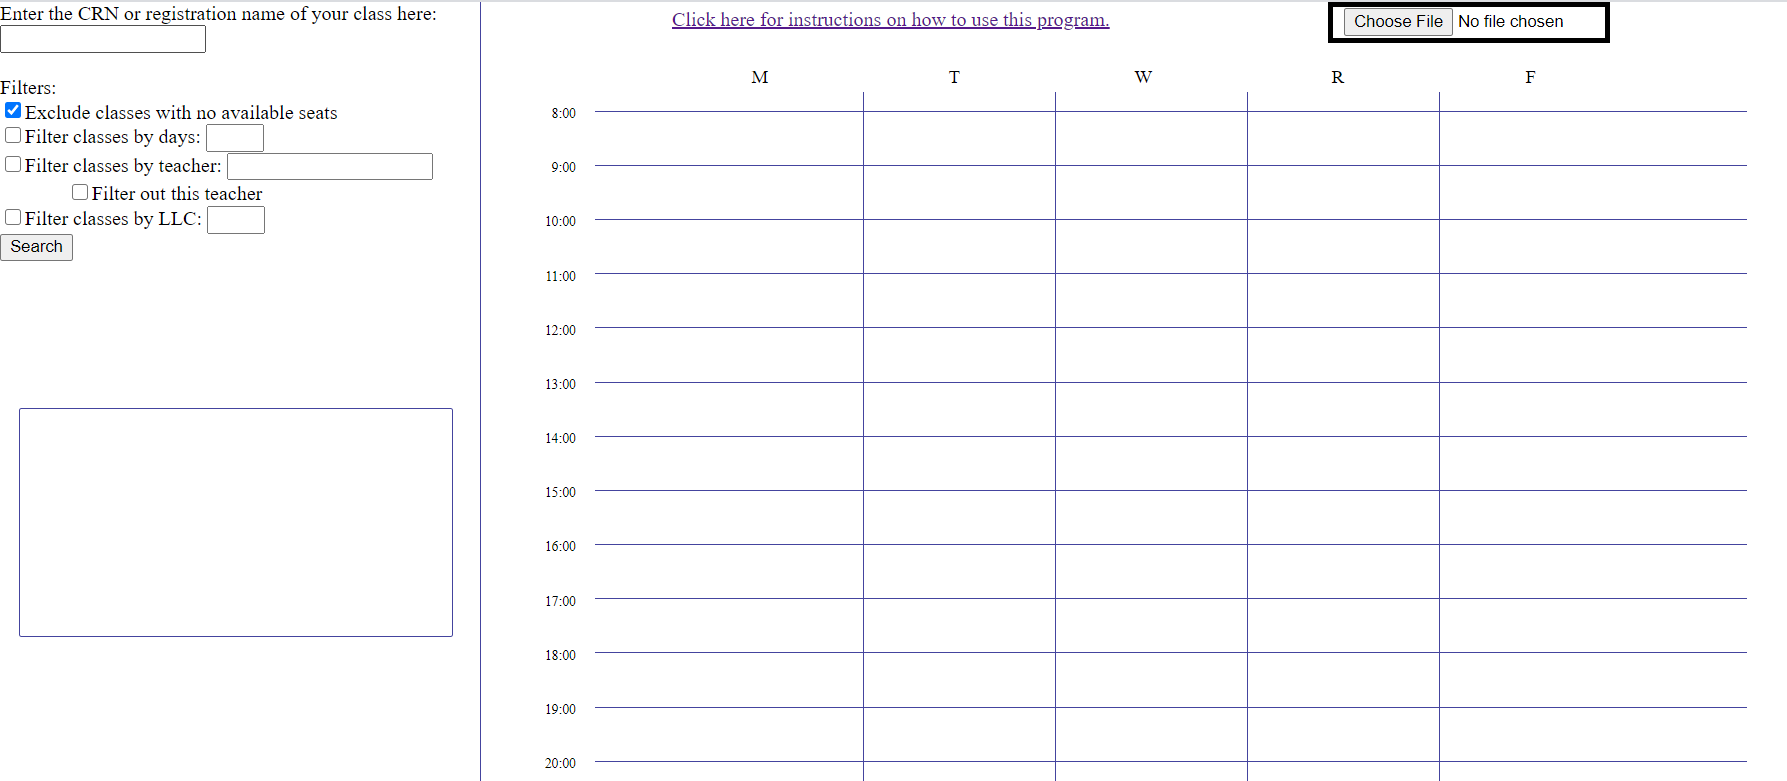 Enter the CRN or registration name of your class here:
Filters:
Exclude classes with no available seats
Filter classes by days:
Filter classes by teacher:
Filter out this teacher
Filter classes by LLC:
Search
Click here for instructions on how to use this program.
Choose File No file chosen
M T W R F
8:00
9:00
10:00
11:00
12:00
13:00
14:00
15:00
16:00
17:00
18:00
19:00
20:00